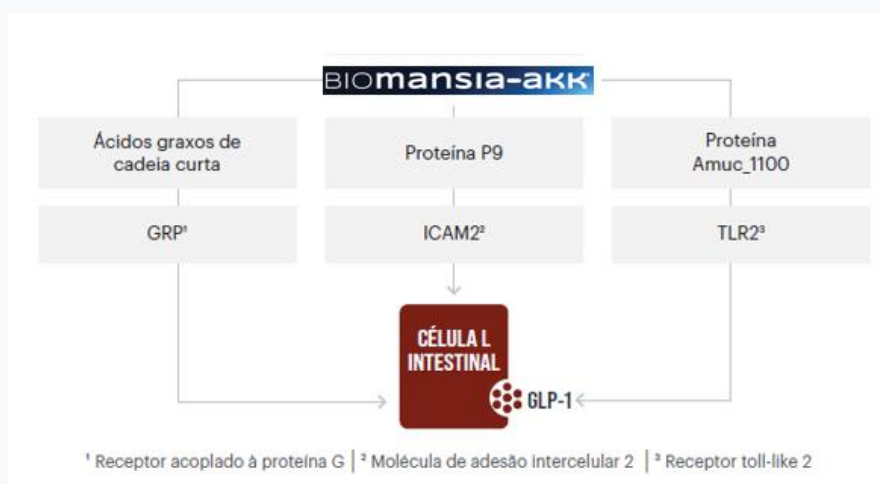 BIOmansia-akk®
Ácidos graxos de
cadeia curta
Proteína P9
Proteína
Amuc_1100
GRP¹
ICAM2²
TLR2³
CÉLULA L
INTESTINAL
GLP-1
¹ Receptor acoplado à proteína G | ² Molécula de adesão intercelular 2 | ³ Receptor toll-like 2